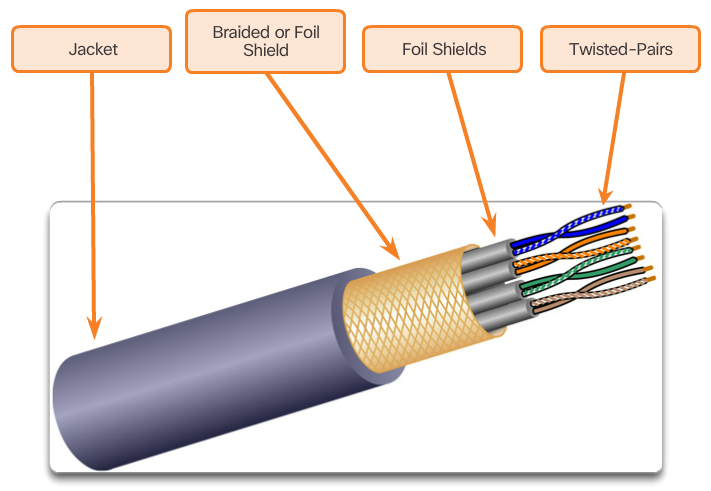 Jacket
Braided or Foil
Shield
Foil Shields
Twisted-Pairs